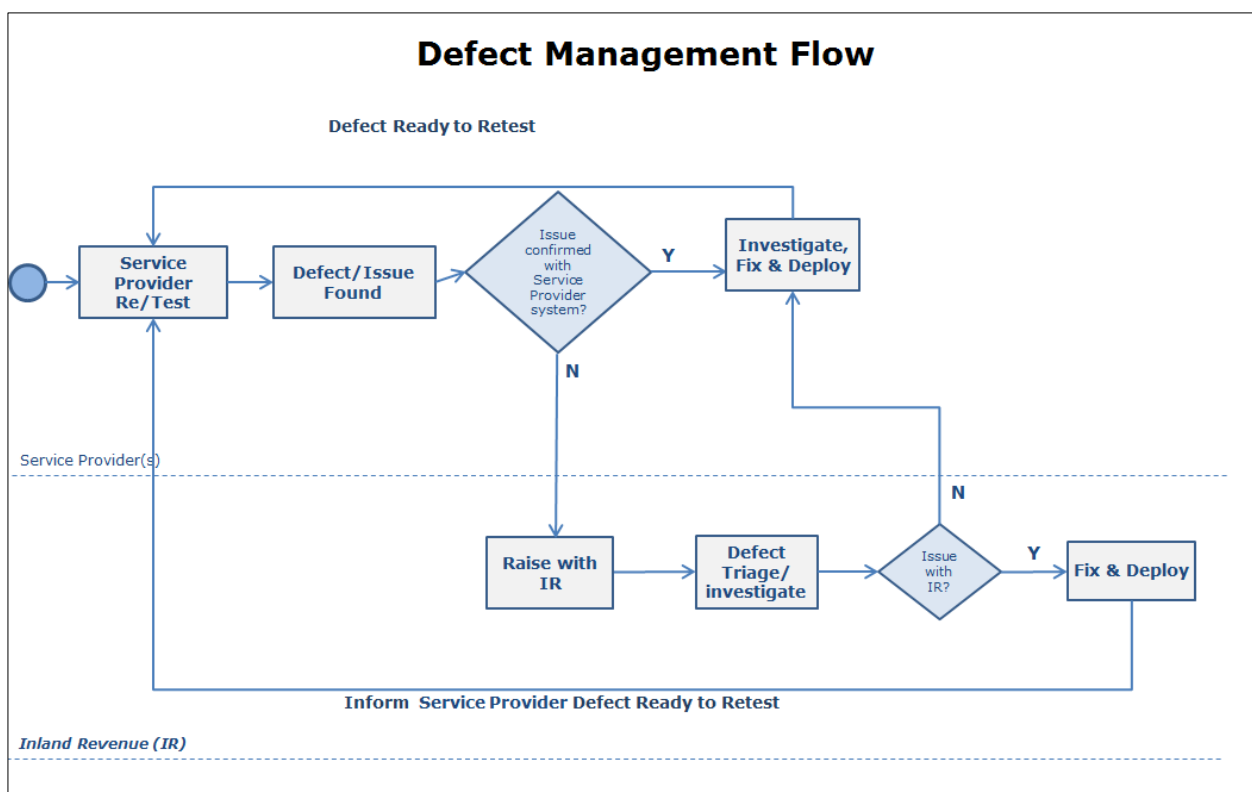 Defect Management Flow
Defect Ready to Retest
Service
Provider
Re/Test
Defect/Issue
Found
Issue
confirmed
with
Service
Provider
system?
Y
Investigate,
Fix & Deploy
N
Service Provider(s)
Raise with
IR
Defect
Triage/
investigate
Issue
with
IR?
N
Y
Fix & Deploy
Inform Service Provider Defect Ready to Retest
Inland Revenue (IR)